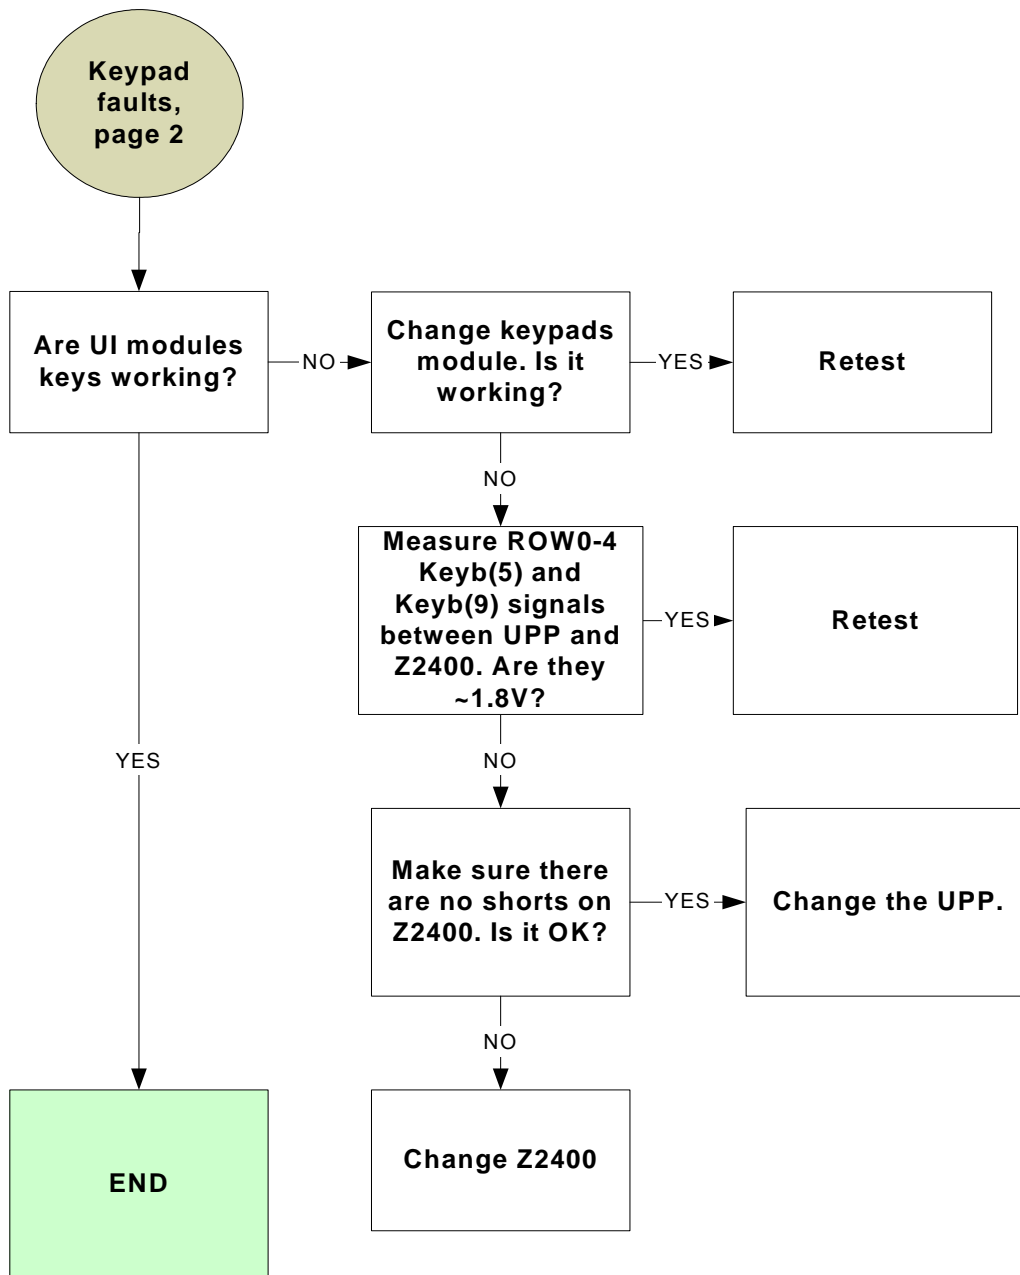 Keypad
faults,
page 2
Are UI modules
keys working?
NO
Change keypads
module. Is it
working?
YES
Retest
NO
Measure ROW0-4
Keyb(5) and
Keyb(9) signals
between UPP and
Z2400. Are they
~1.8V?
YES
Retest
YES
NO
Make sure there
are no shorts on
Z2400. Is it OK?
YES
Change the UPP.
NO
Change Z2400
END